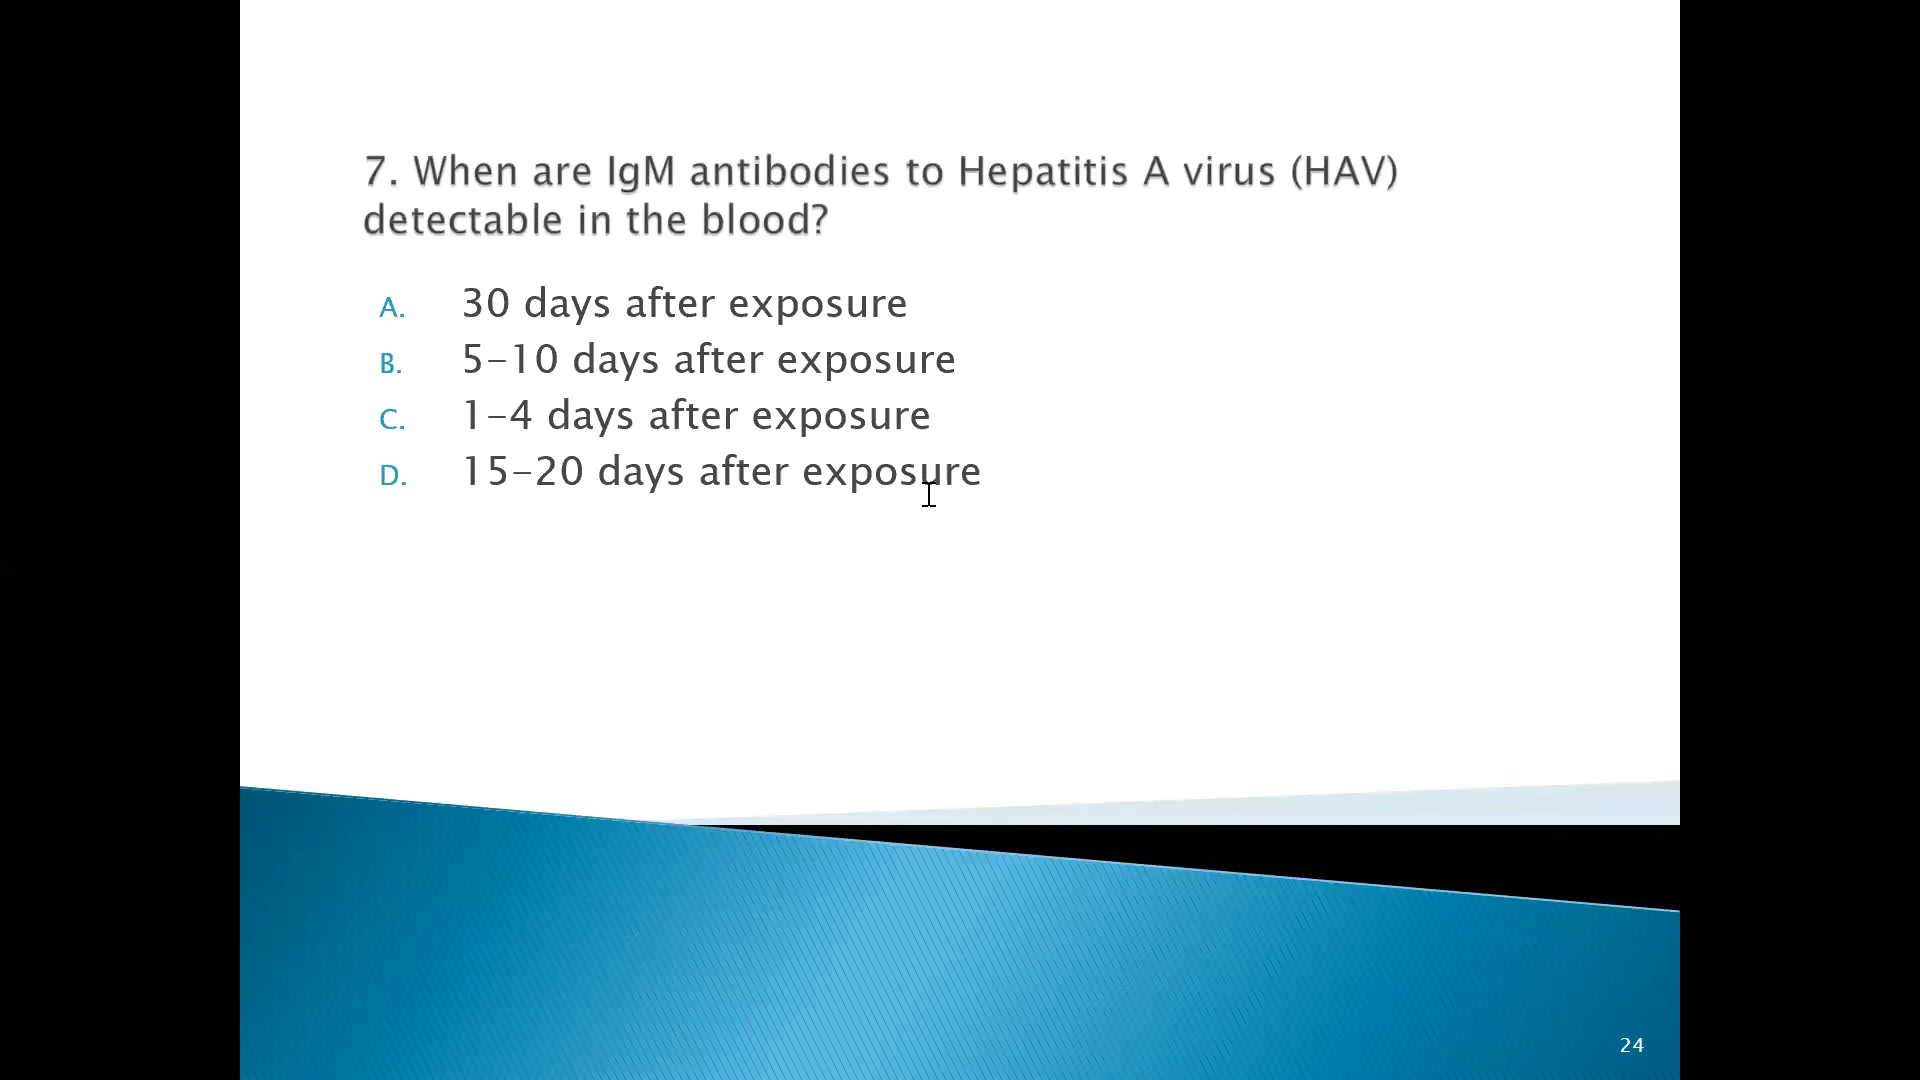 7. When are IgM antibodies to Hepatitis A virus (HAV)
detectable in the blood?
A. 30 days after exposure
B. 5-10 days after exposure
C. 1-4 days after exposure
D. 15-20 days after exposure
24